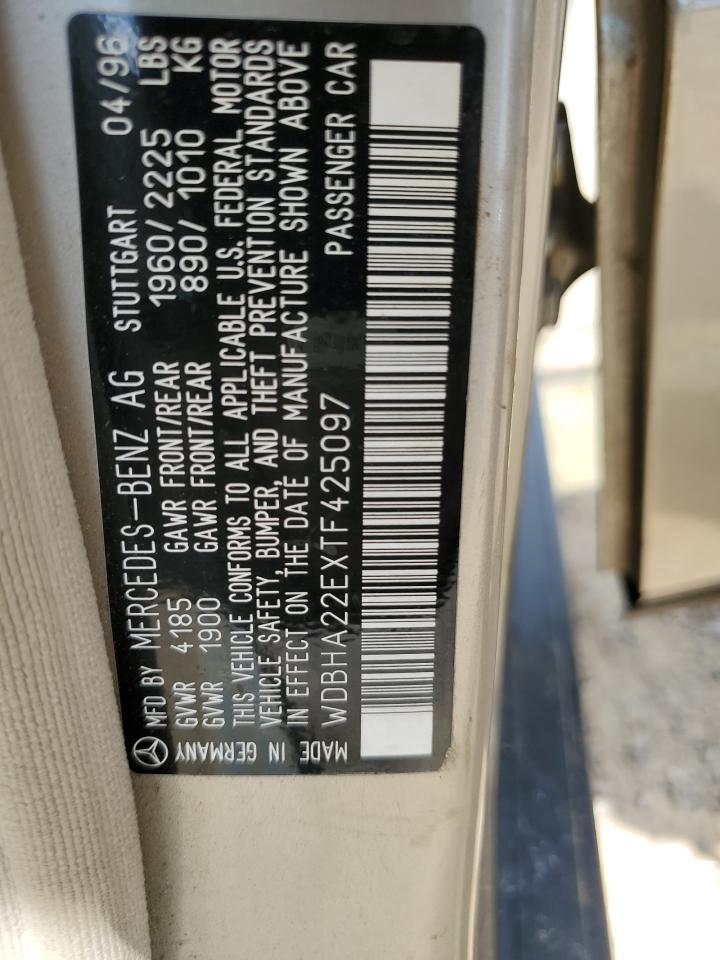 MFD BY MERCEDES-BENZ AG STUTTGART 04/96
GVWR 4185 GAWR FRONT/REAR 1960/2225 LBS
GVWR 1900 GAWR FRONT/REAR 890/1010 KG
THIS VEHICLE CONFORMS TO ALL APPLICABLE U.S. FEDERAL MOTOR
VEHICLE SAFETY, BUMPER, AND THEFT PREVENTION STANDARDS
IN EFFECT ON THE DATE OF MANUFACTURE SHOWN ABOVE
WDBHA22EXTF425097 PASSENGER CAR
MADE IN GERMANY